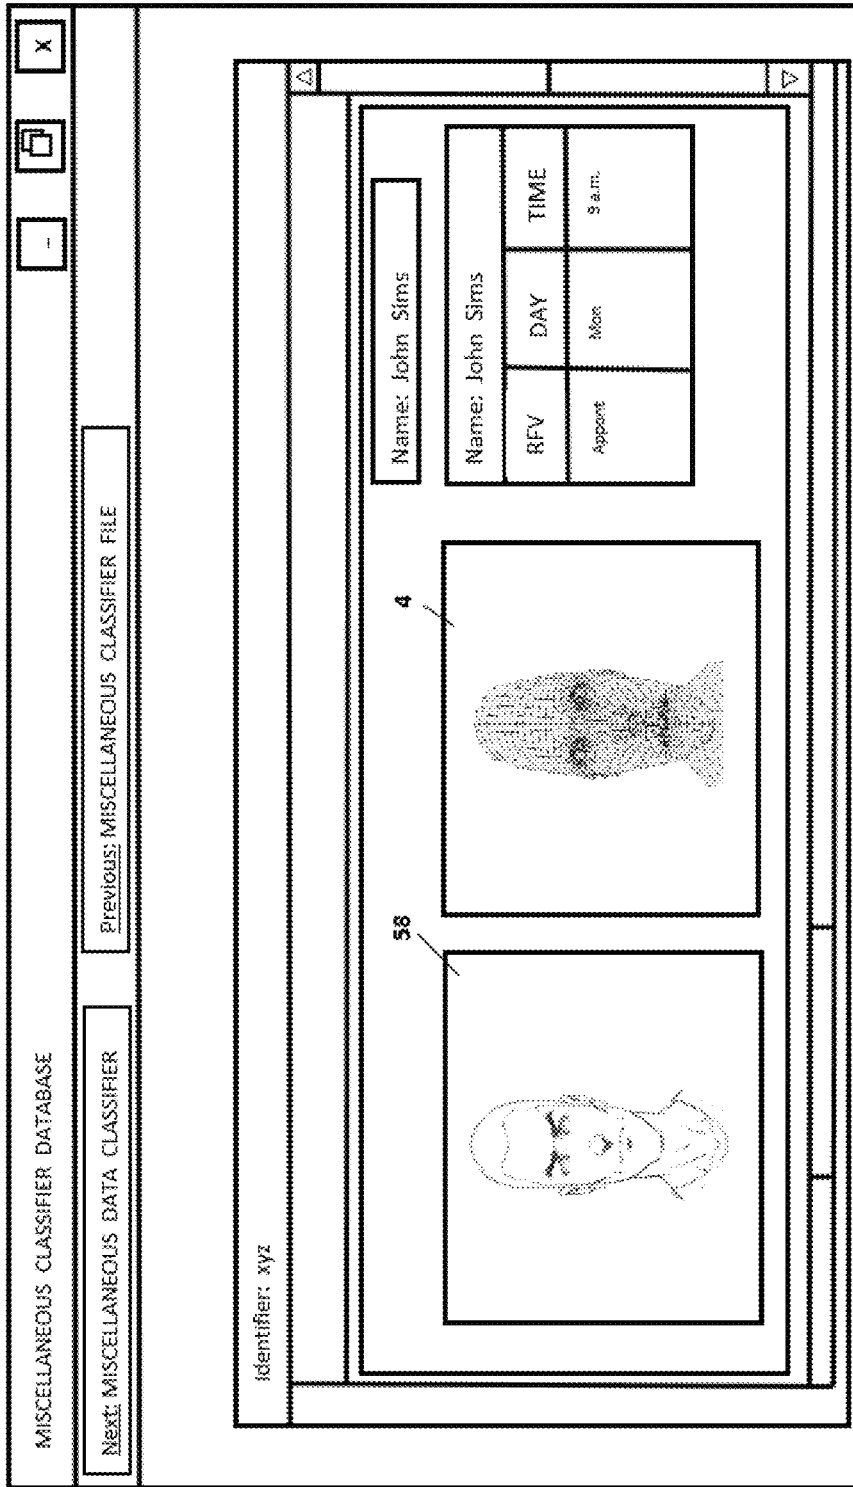 MISCELLANEOUS CLASSIFIER DATABASE
–
X
Next: MISCELLANEOUS DATA CLASSIFIER
Previous: MISCELLANEOUS CLASSIFIER FILE
Identifier: xyz
58
4
Name: John Sims
Name: John Sims
RFV DAY TIME
Appont Mon 9 a.m.